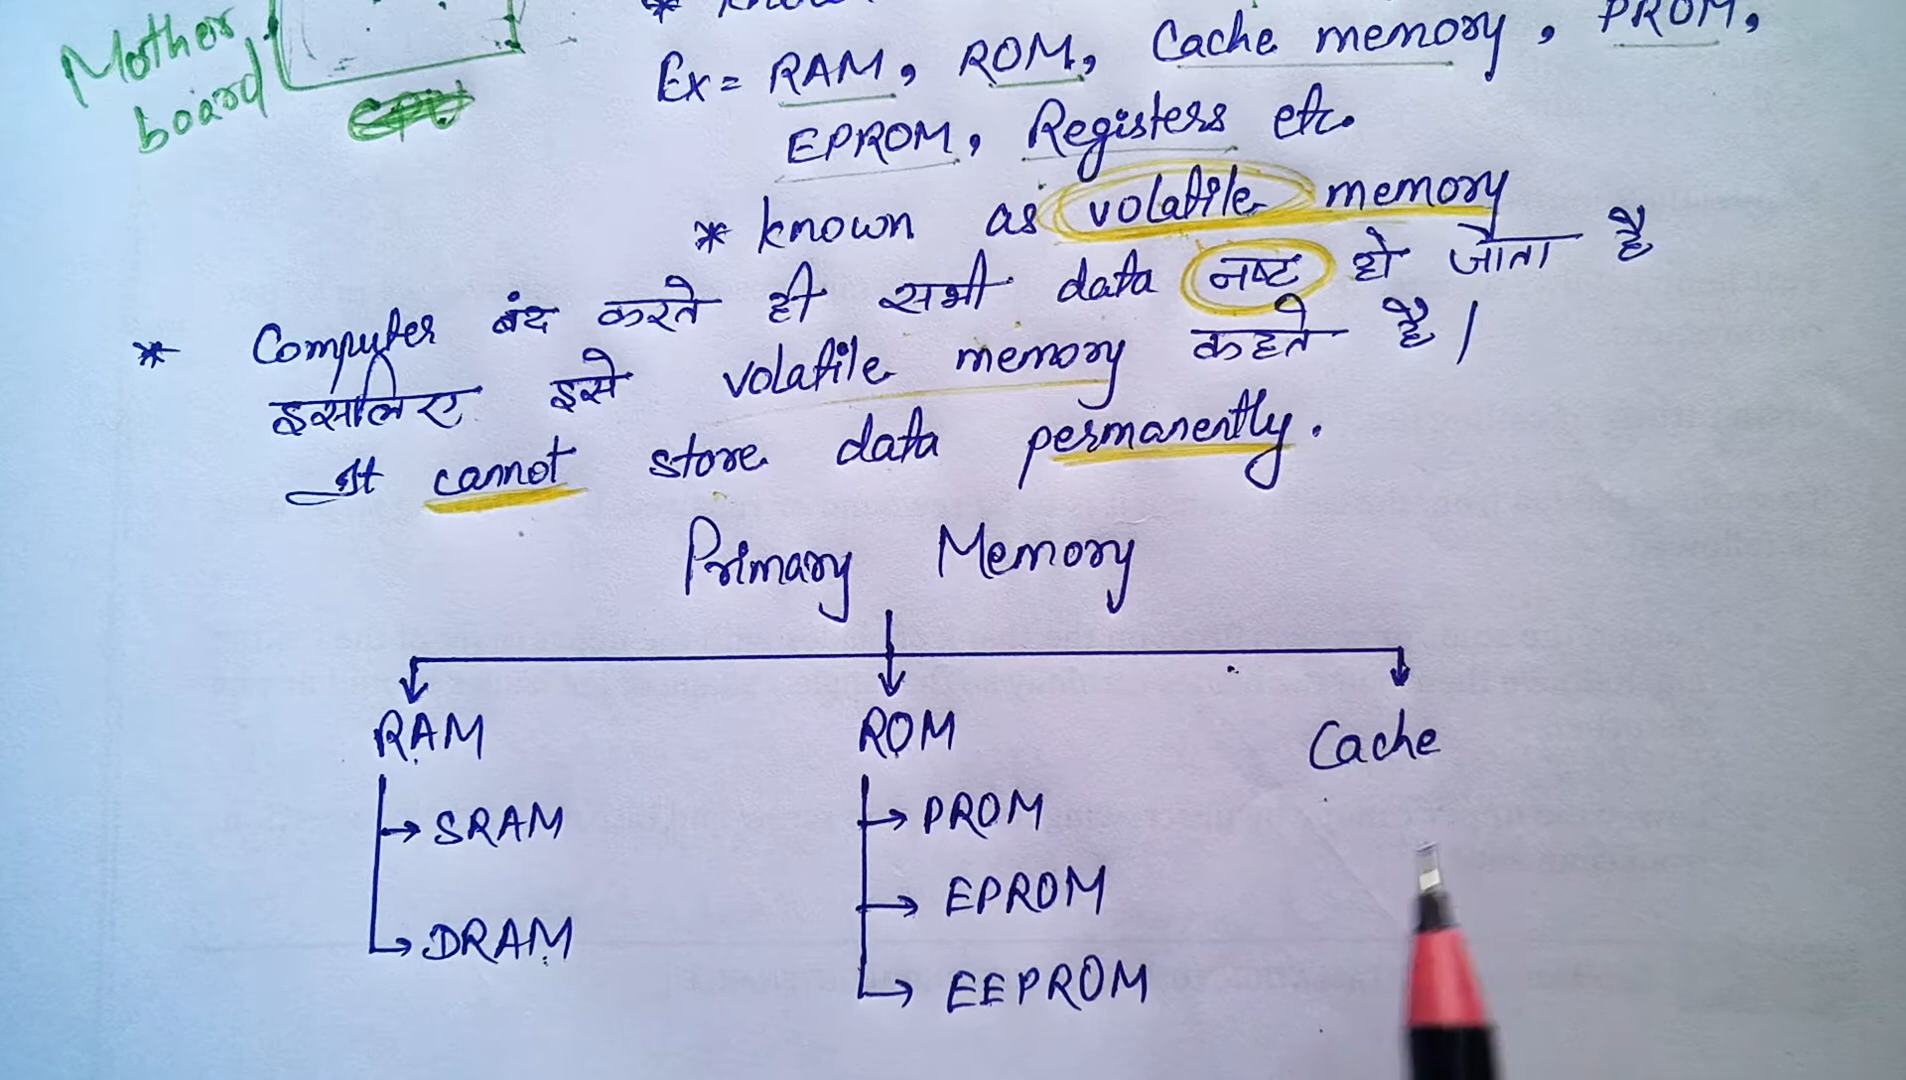 Mother
board
* known
Ex = RAM, ROM, Cache memory, PROM,
EPROM, Registers etc.
* known as volatile memory
* Computer बंद करते ही सभी data नष्ट हो जाता है
इसलिए इसे volatile memory कहते है।
It cannot store data permanently.
Primary Memory
RAM ROM Cache
SRAM PROM
EPROM
DRAM
EEPROM